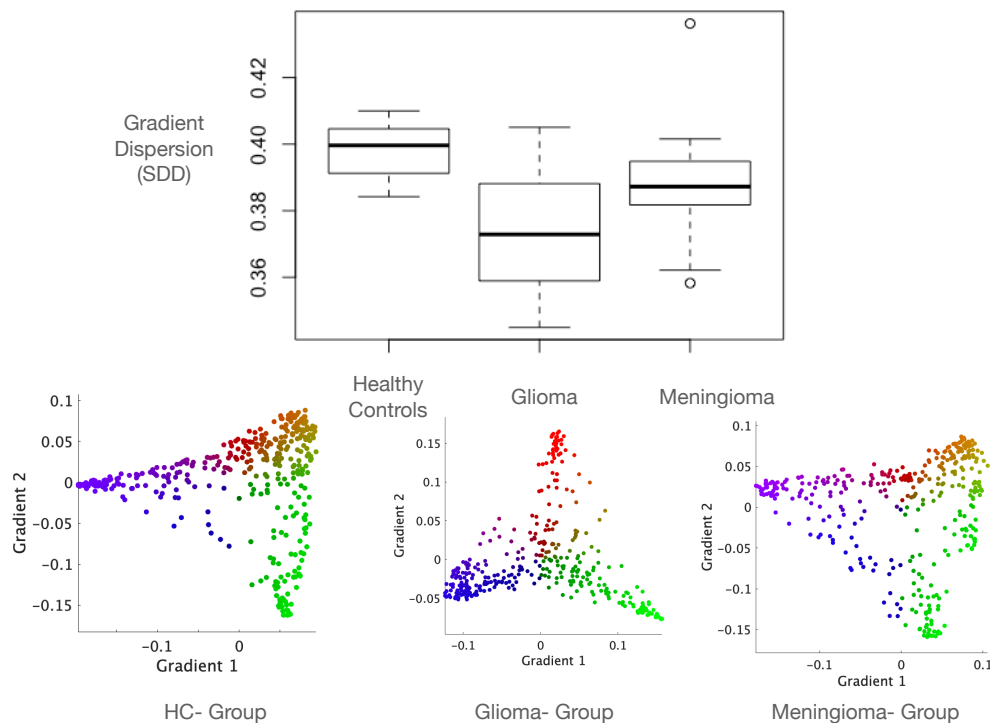 Gradient
Dispersion
(SDD)
0.42
0.40
0.38
0.36
Healthy
Controls
Glioma
Meningioma
0.1
0.05
0
-0.05
-0.1
-0.15
Gradient 2
-0.1
0
Gradient 1
HC- Group
0.15
0.1
0.05
0
-0.05
Gradient 2
-0.1
0
0.1
Gradient 1
Glioma- Group
0.1
0.05
0
-0.05
-0.1
-0.15
Gradient 2
-0.1
0
0.1
Gradient 1
Meningioma- Group